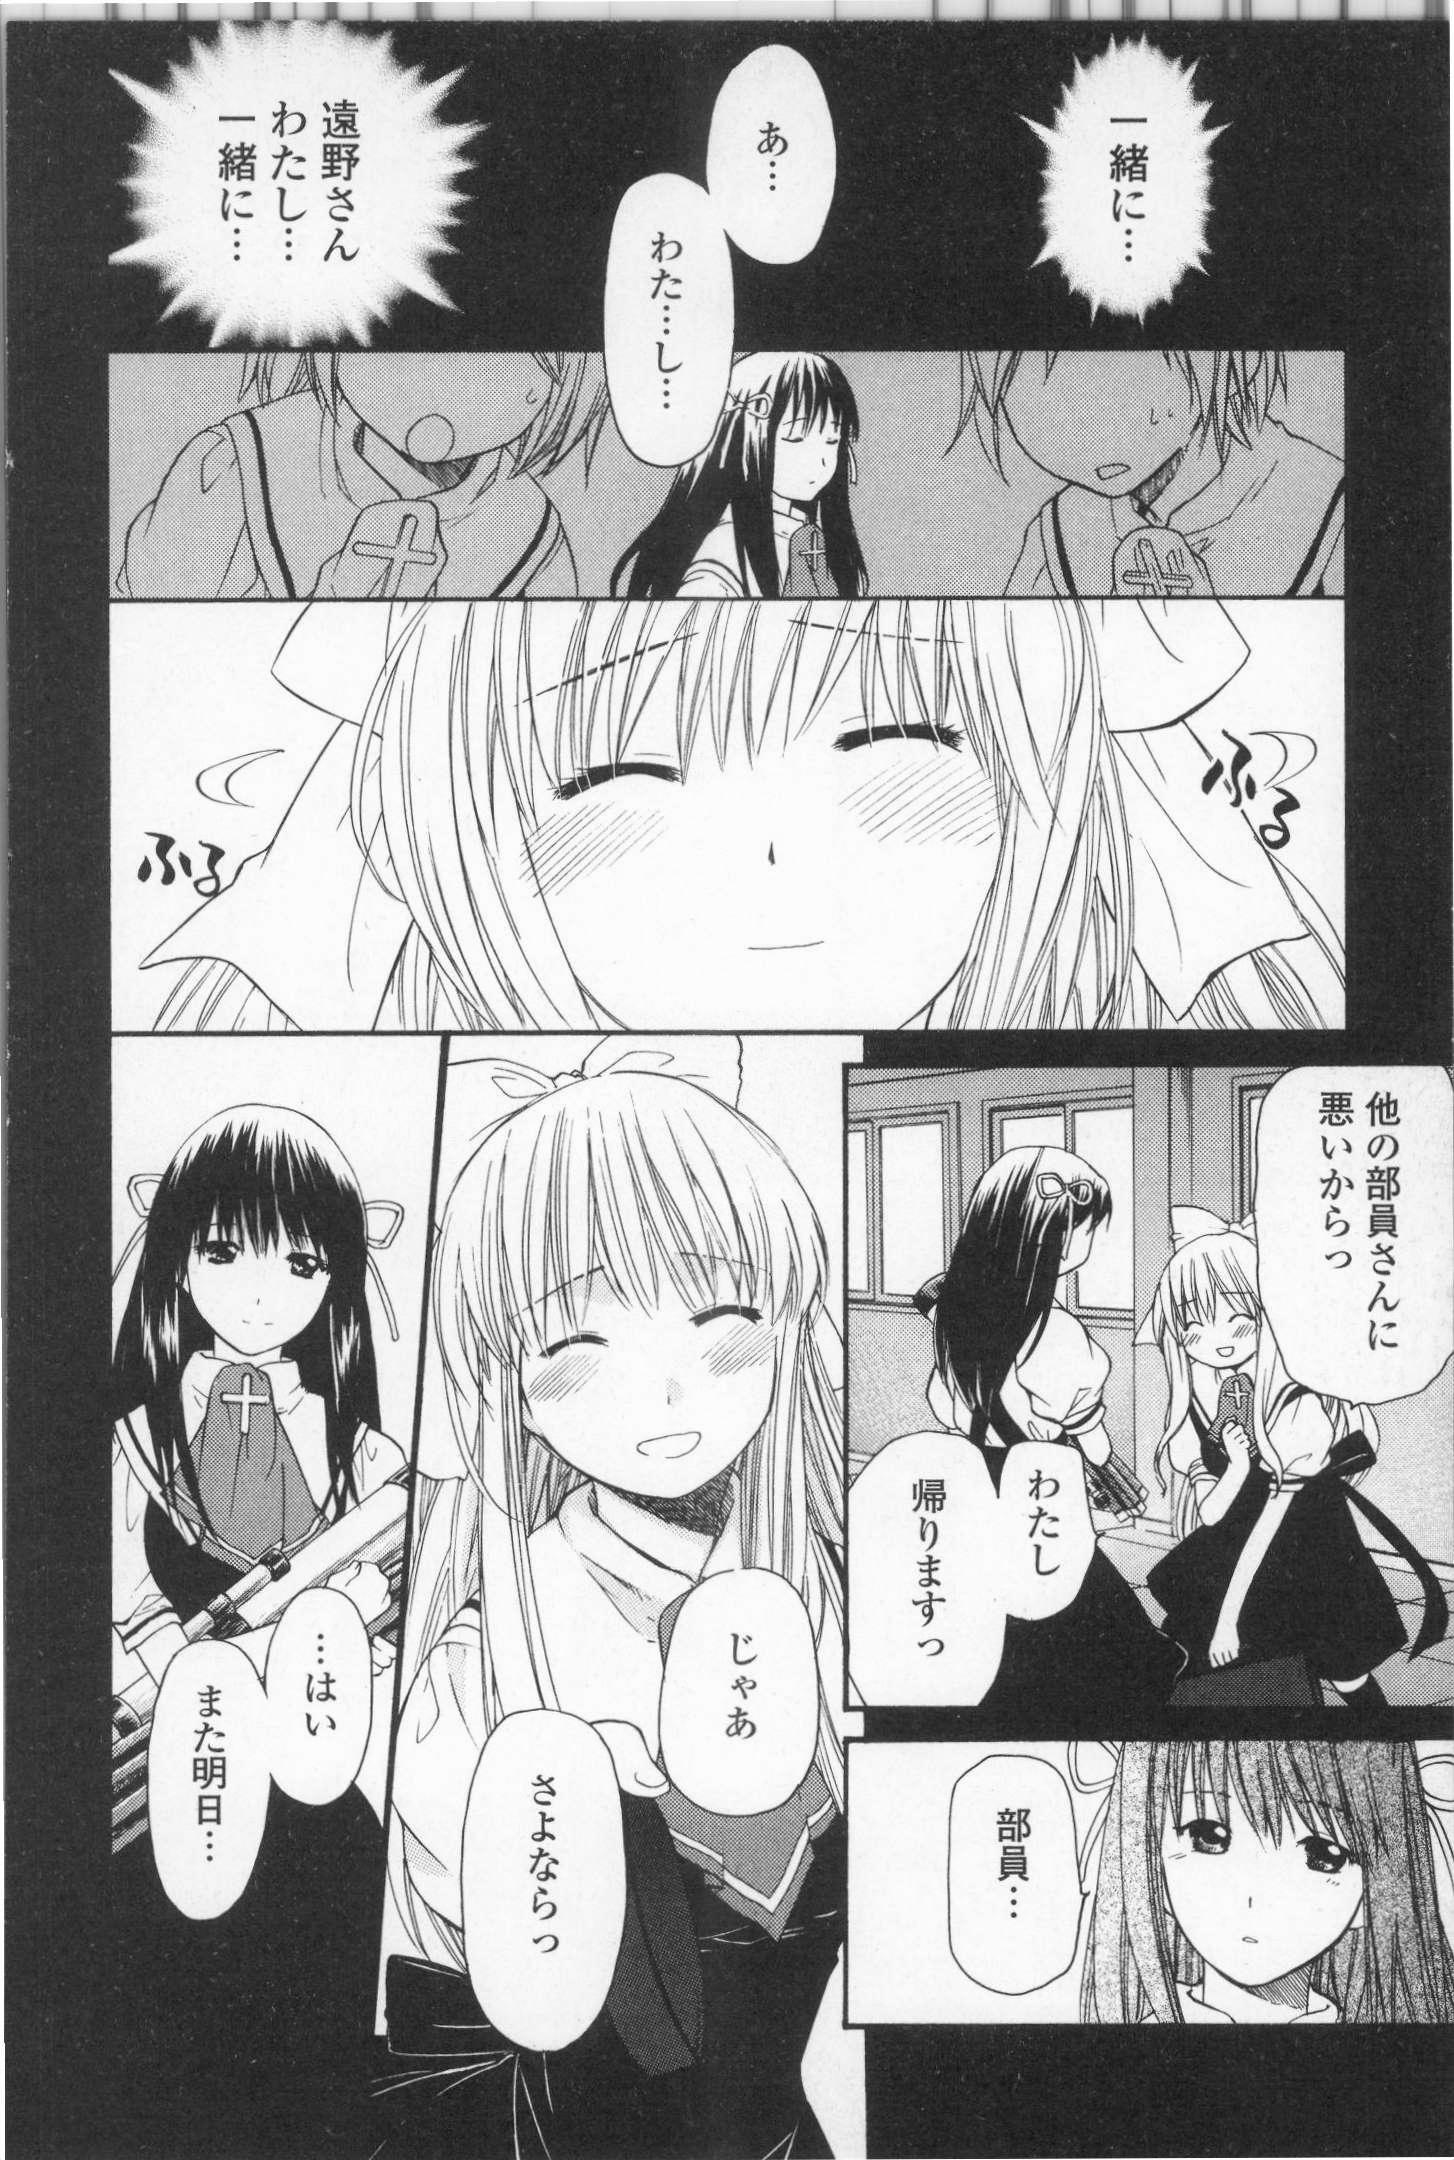 一緒に…
あ…
わた…し…
遠野さん
わたし…
一緒に…
ふる
ふる
他の部員さんに
悪いからっ
わたし
帰りますっ
部員…
じゃあ
さよならっ
…はい
また明日…